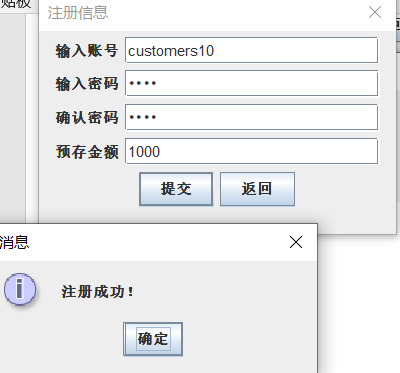 贴板
注册信息
输入账号 customers10
输入密码 ••••
确认密码 ••••
预存金额 1000
提交 返回
消息
注册成功！
确定